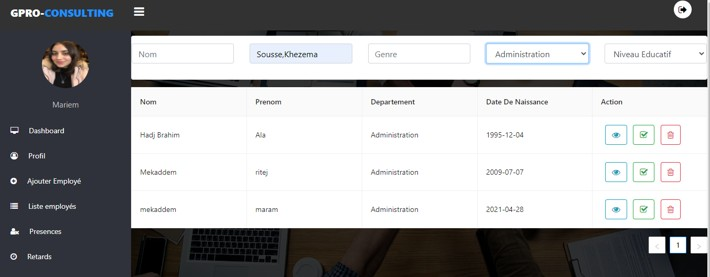 GPRO-CONSULTING
Nom
Sousse,Khezema
Genre
Administration
Niveau Educatif
Mariem
Dashboard
Profil
Ajouter Employé
Liste employés
Presences
Retards
Nom Prenom Departement Date De Naissance Action
Hadj Brahim Ala Administration 1995-12-04
Mekaddem ritej Administration 2009-07-07
mekaddem maram Administration 2021-04-28
< 1 >